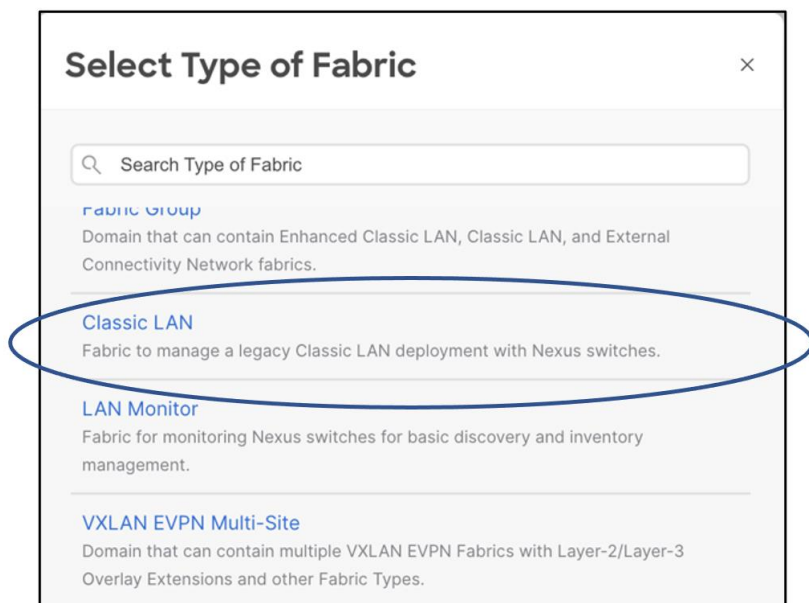 Select Type of Fabric
Search Type of Fabric
Fabric Group
Domain that can contain Enhanced Classic LAN, Classic LAN, and External
Connectivity Network fabrics.
Classic LAN
Fabric to manage a legacy Classic LAN deployment with Nexus switches.
LAN Monitor
Fabric for monitoring Nexus switches for basic discovery and inventory
management.
VXLAN EVPN Multi-Site
Domain that can contain multiple VXLAN EVPN Fabrics with Layer-2/Layer-3
Overlay Extensions and other Fabric Types.